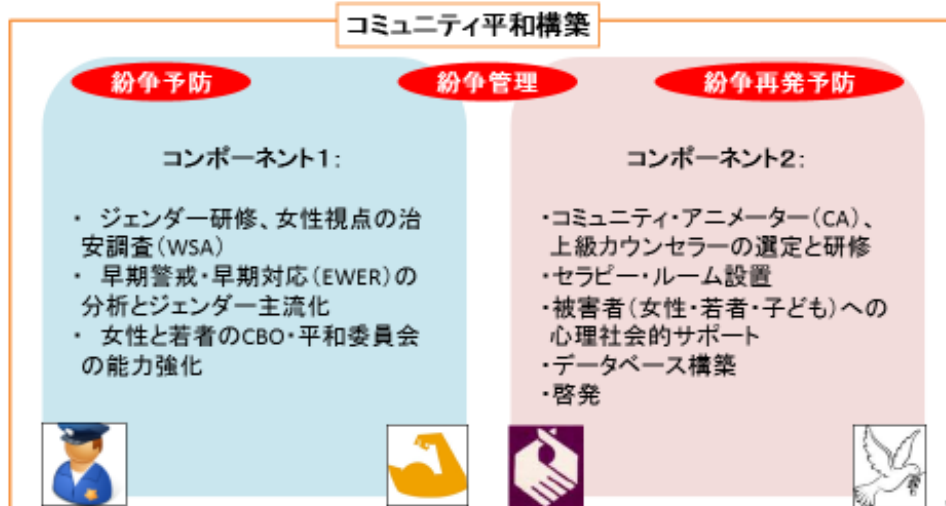 コミュニティ平和構築
紛争予防
紛争管理
紛争再発予防
コンポーネント1:
・ ジェンダー研修、女性視点の治
安調査(WSA)
・ 早期警戒・早期対応(EWER)の
分析とジェンダー主流化
・ 女性と若者のCBO・平和委員会
の能力強化
コンポーネント2:
・コミュニティ・アニメーター(CA)、
上級カウンセラーの選定と研修
・セラピー・ルーム設置
・被害者(女性・若者・子ども)への
心理社会的サポート
・データベース構築
・啓発